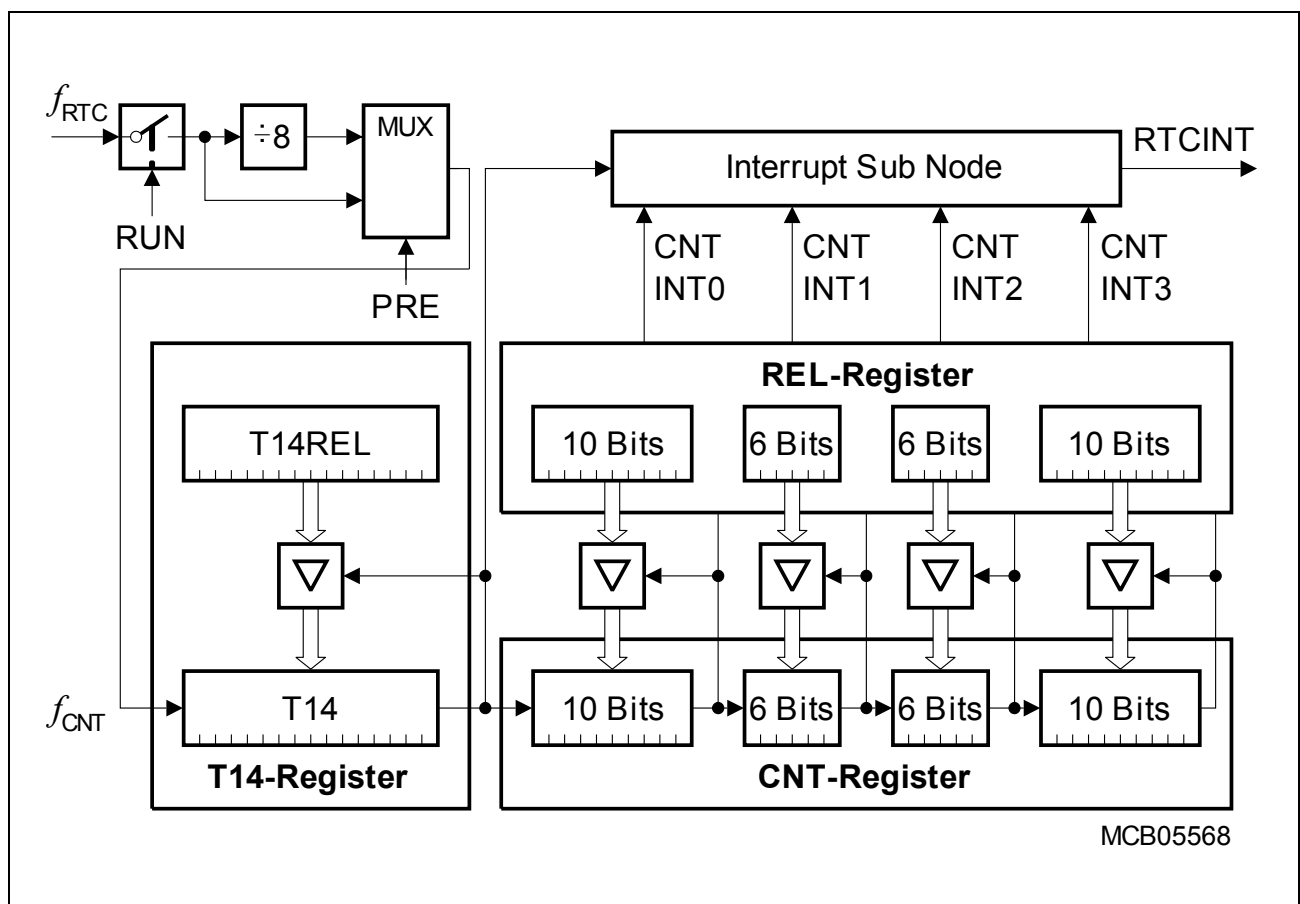 fRTC
÷8
MUX
RUN
PRE
Interrupt Sub Node
RTCINT
CNT
INT0
CNT
INT1
CNT
INT2
CNT
INT3
REL-Register
T14REL
10 Bits
6 Bits
6 Bits
10 Bits
fCNT
T14
10 Bits
6 Bits
6 Bits
10 Bits
T14-Register
CNT-Register
MCB05568